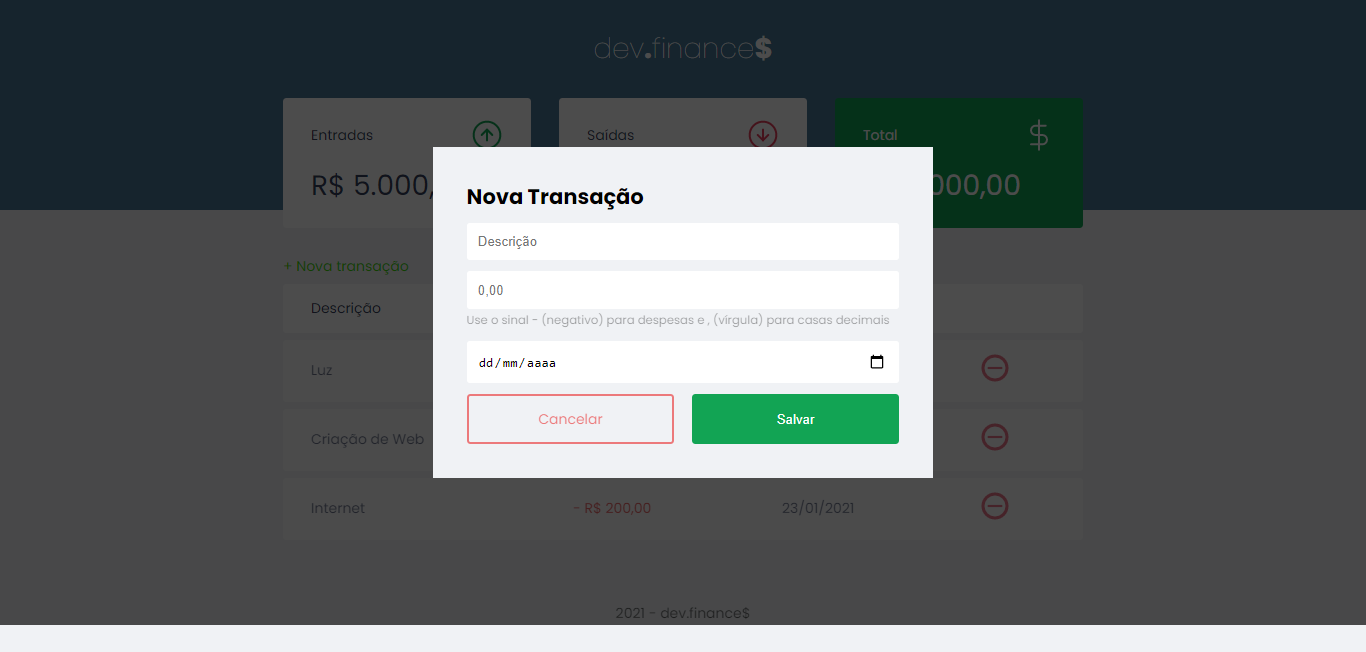 dev.finance$
Entradas
Saídas
Total
R$ 5.000,
000,00
Nova Transação
Descrição
0,00
Use o sinal - (negativo) para despesas e , (vírgula) para casas decimais
dd/mm/aaaa
Cancelar
Salvar
+ Nova transação
Descrição
Luz
Criação de Web
Internet
- R$ 200,00
23/01/2021
2021 - dev.finance$